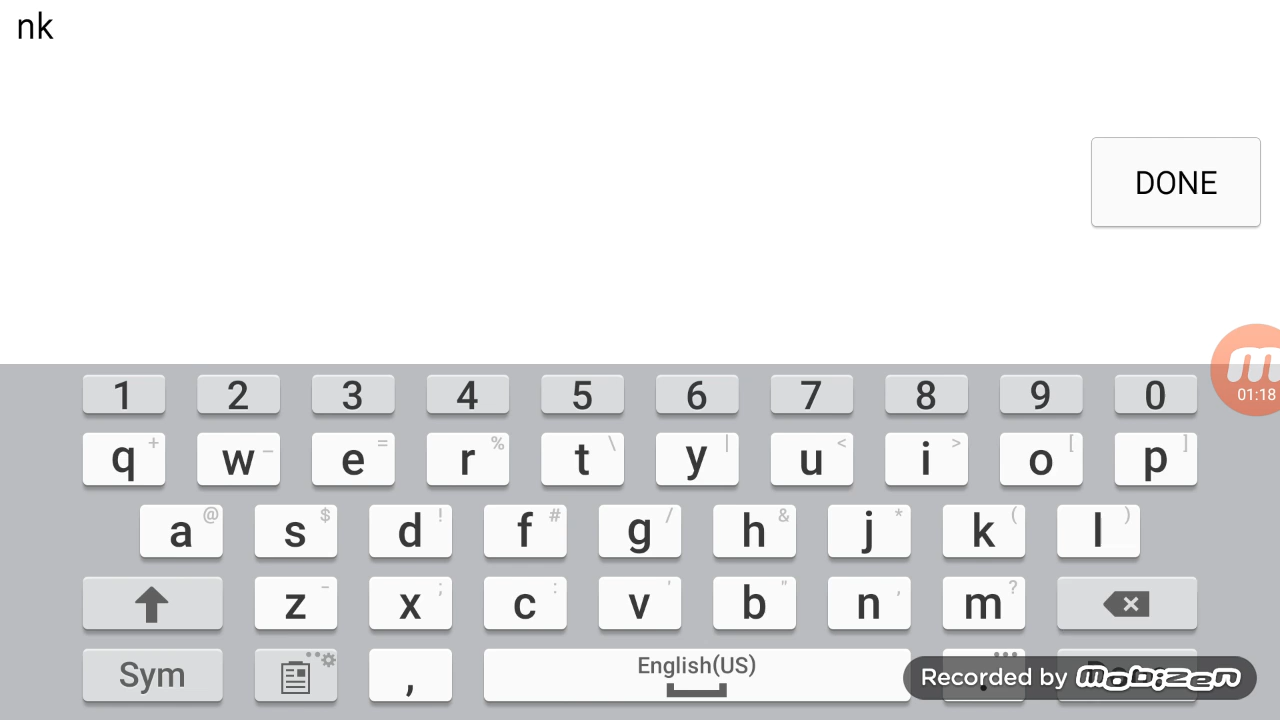 nk
DONE
01:18
1 2 3 4 5 6 7 8 9 0
q + w – e = r % t \ y | u < i > o [ p ]
a @ s $ d ! f # g / h & j * k ( l )
z - x ; c : v ' b " n , m ?
Sym , English(US) .
Recorded by mobizen